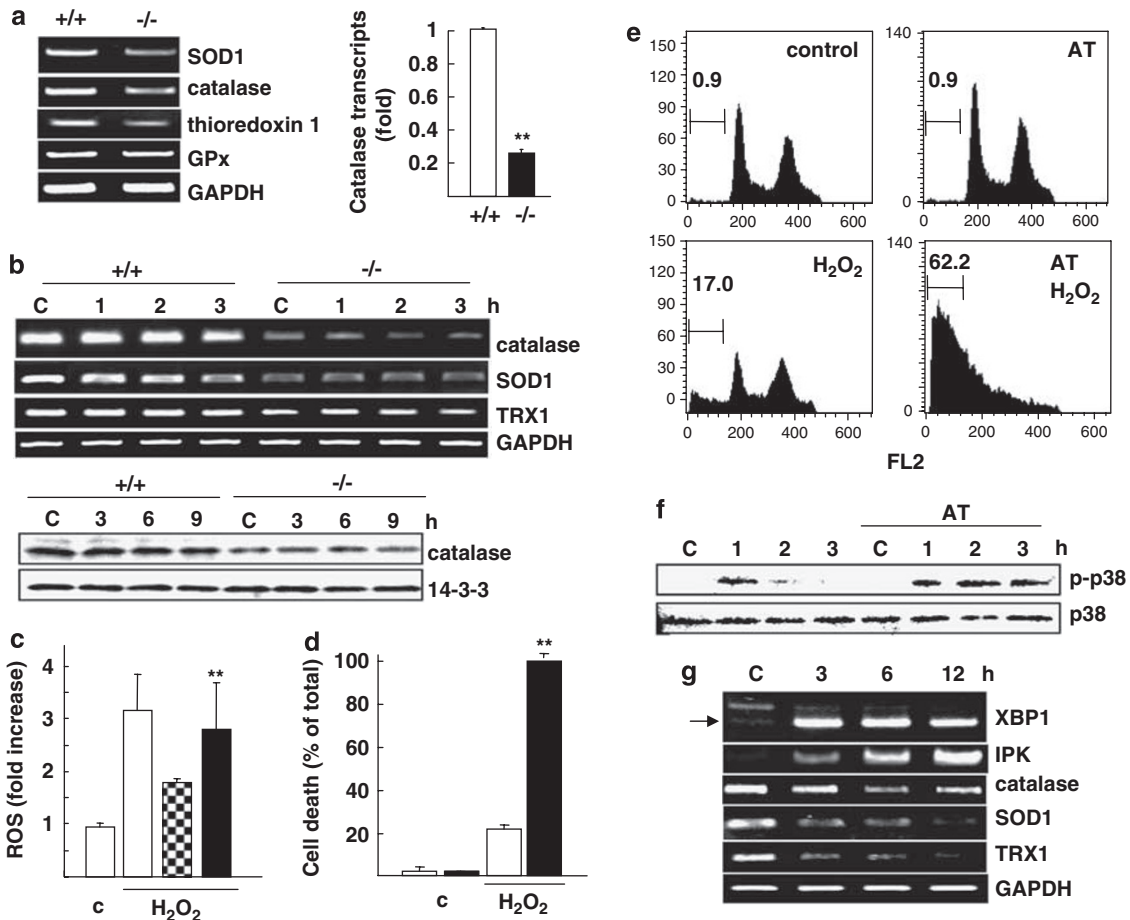 a
+/+ -/-
SOD1
catalase
thioredoxin 1
GPx
GAPDH
Catalase transcripts
(fold)
1
0.8
0.6
0.4
0.2
**
+/+ -/-
b
+/+ -/-
C 1 2 3 C 1 2 3 h
catalase
SOD1
TRX1
GAPDH
+/+ -/-
C 3 6 9 C 3 6 9 h
catalase
14-3-3
c
ROS (fold increase)
4
3
2
1
**
c H2O2
d
Cell death (% of total)
100
80
60
40
20
**
c H2O2
e
150
120
90
60
30
0
control
0.9
0 200 400 600
140
0
AT
0.9
0 200 400 600
150
120
90
60
30
0
H2O2
17.0
0 200 400 600
140
0
62.2
AT
H2O2
0 200 400 600
FL2
f
AT
C 1 2 3 C 1 2 3 h
p-p38
p38
g
C 3 6 12 h
XBP1
IPK
catalase
SOD1
TRX1
GAPDH